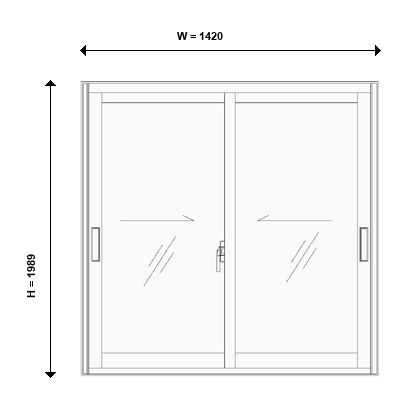 W = 1420
H = 1989